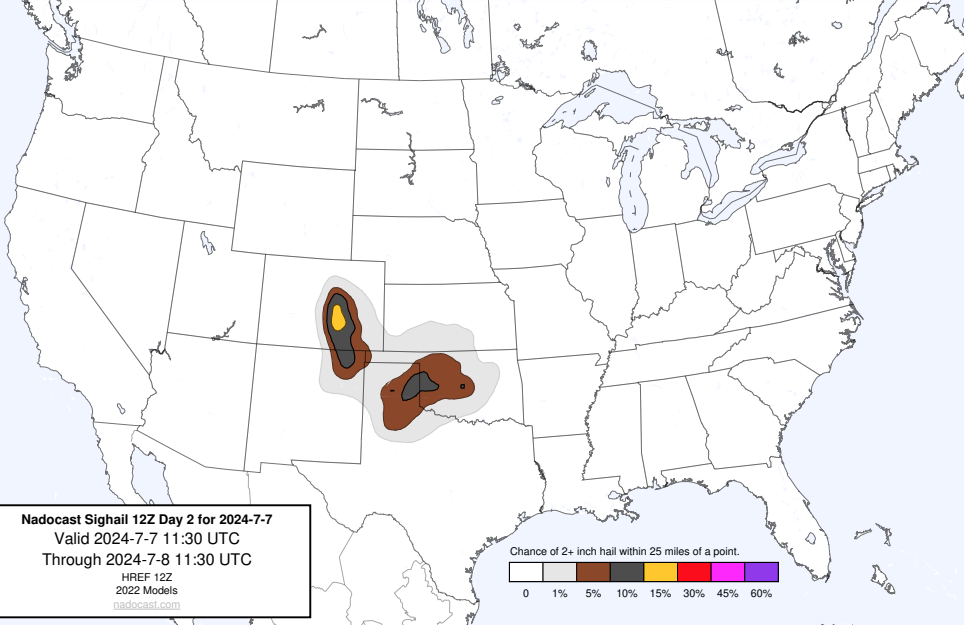 Nadocast Sighail 12Z Day 2 for 2024-7-7
Valid 2024-7-7 11:30 UTC
Through 2024-7-8 11:30 UTC
HREF 12Z
2022 Models
nadocast.com
Chance of 2+ inch hail within 25 miles of a point.
0 1% 5% 10% 15% 30% 45% 60%